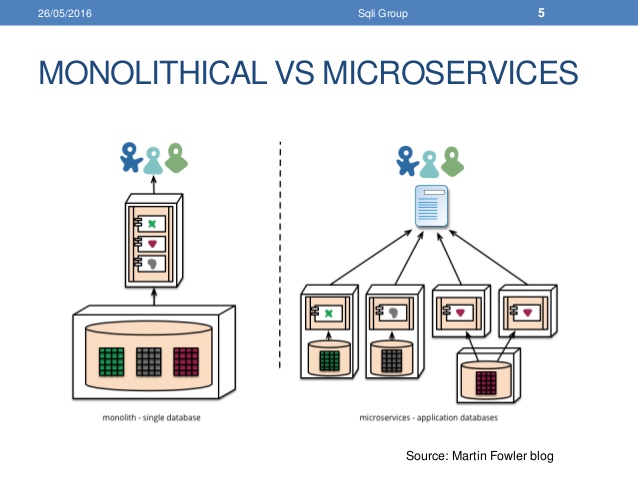 26/05/2016 Sqli Group 5
MONOLITHICAL VS MICROSERVICES
monolith - single database
microservices - application databases
Source: Martin Fowler blog